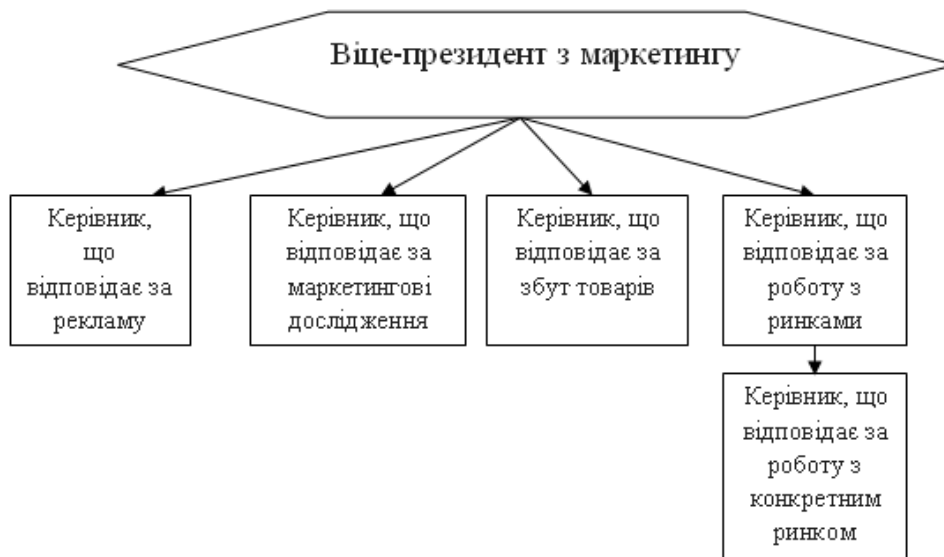 Віце-президент з маркетингу
Керівник,
що
відповідає за
рекламу
Керівник, що
відповідає за
маркетингові
дослідження
Керівник, що
відповідає за
збут товарів
Керівник, що
відповідає за
роботу з
ринками
Керівник, що
відповідає за
роботу з
конкретним
ринком